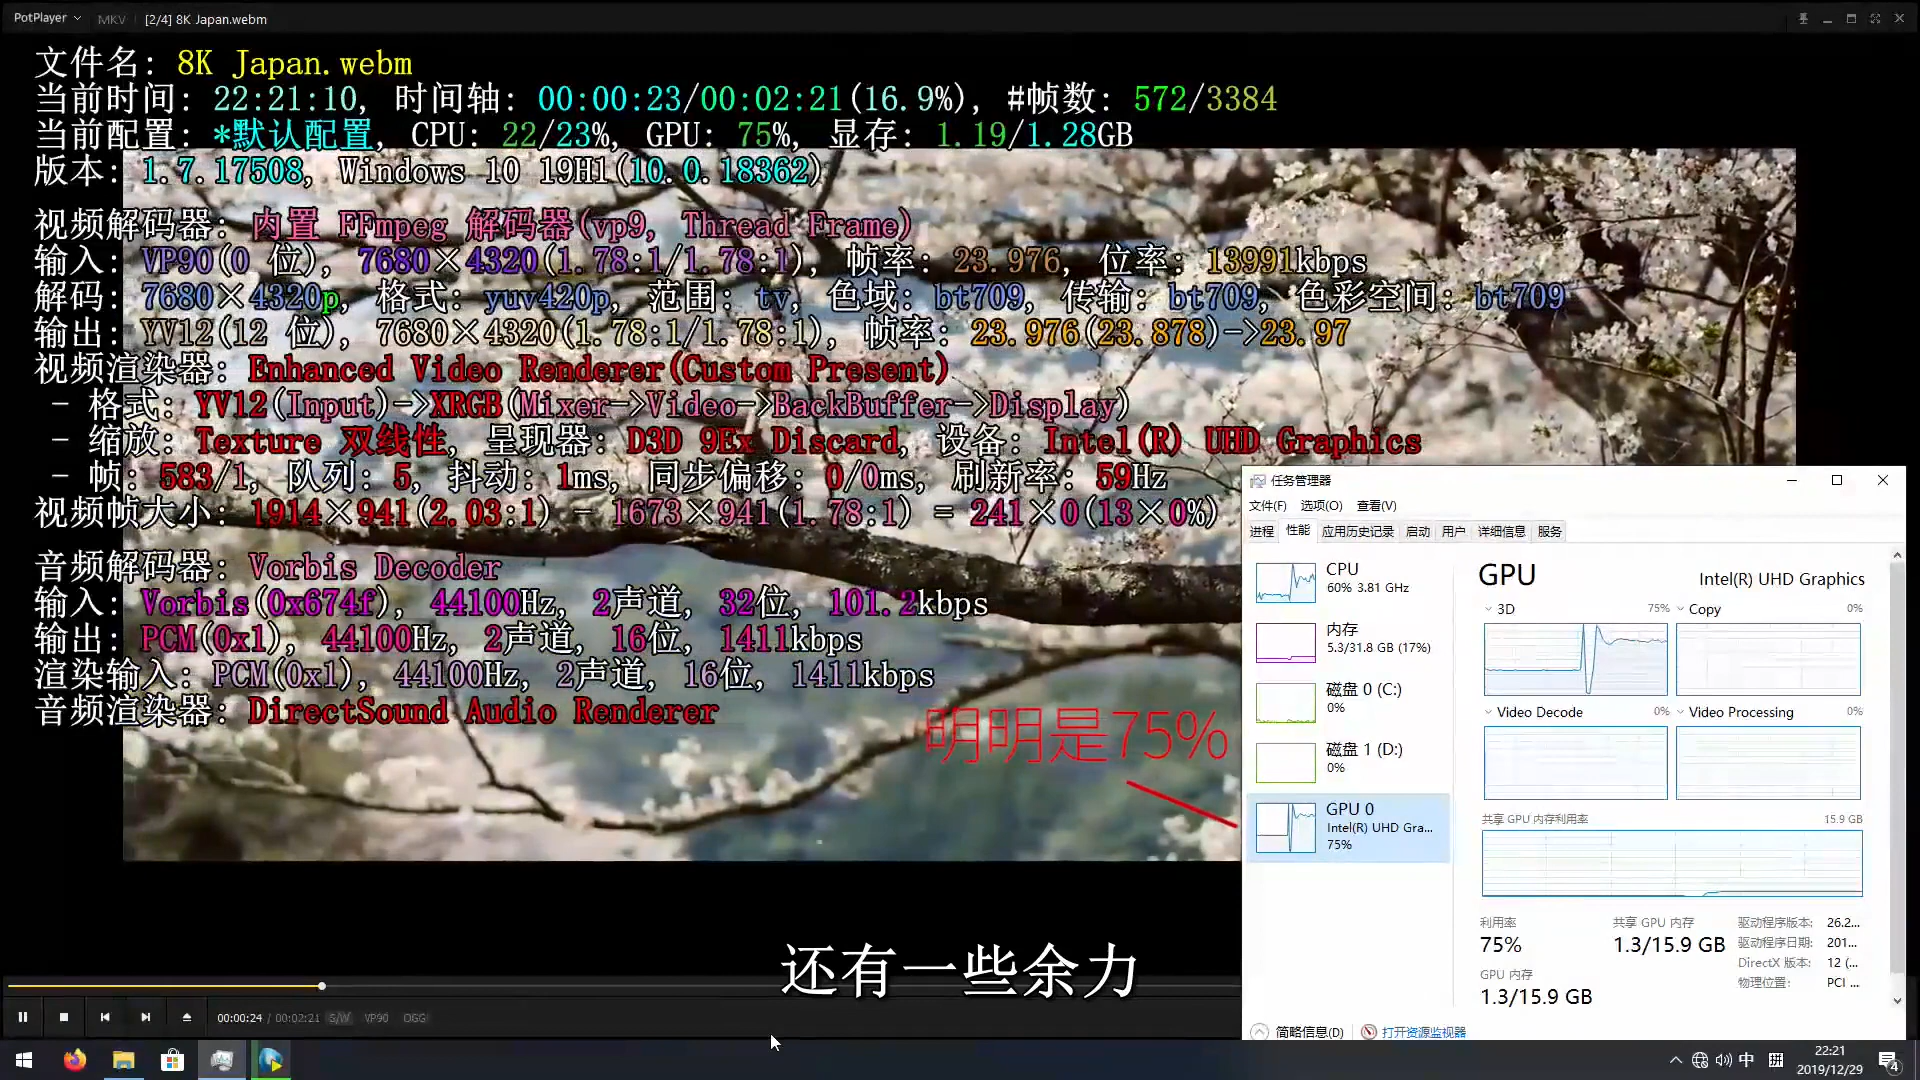 PotPlayer MKV [2/4] 8K Japan.webm
文件名: 8K Japan.webm
当前时间: 22:21:10, 时间轴: 00:00:23/00:02:21(16.9%), #帧数: 572/3384
当前配置: *默认配置, CPU: 22/23%, GPU: 75%, 显存: 1.19/1.28GB
版本: 1.7.17508, Windows 10 19H1(10.0.18362)
视频解码器: 内置 FFmpeg 解码器(vp9, Thread Frame)
输入: VP90(0 位), 7680×4320(1.78:1/1.78:1), 帧率: 23.976, 位率: 13991kbps
解码: 7680×4320p, 格式: yuv420p, 范围: tv, 色域: bt709, 传输: bt709, 色彩空间: bt709
输出: YV12(12 位), 7680×4320(1.78:1/1.78:1), 帧率: 23.976(23.878)->23.97
视频渲染器: Enhanced Video Renderer(Custom Present)
- 格式: YV12(Input)->XRGB(Mixer->Video->BackBuffer->Display)
- 缩放: Texture 双线性, 呈现器: D3D 9Ex Discard, 设备: Intel(R) UHD Graphics
- 帧: 583/1, 队列: 5, 抖动: 1ms, 同步偏移: 0/0ms, 刷新率: 59Hz
视频帧大小: 1914×941(2.03:1) - 1673×941(1.78:1) = 241×0(13×0%)
音频解码器: Vorbis Decoder
输入: Vorbis(0x674f), 44100Hz, 2声道, 32位, 101.2kbps
输出: PCM(0x1), 44100Hz, 2声道, 16位, 1411kbps
渲染输入: PCM(0x1), 44100Hz, 2声道, 16位, 1411kbps
音频渲染器: DirectSound Audio Renderer
明明是75%
还有一些余力
任务管理器
文件(F) 选项(O) 查看(V)
进程 性能 应用历史记录 启动 用户 详细信息 服务
CPU
60% 3.81 GHz
内存
5.3/31.8 GB (17%)
磁盘 0 (C:)
0%
磁盘 1 (D:)
0%
GPU 0
Intel(R) UHD Gra...
75%
GPU Intel(R) UHD Graphics
3D 75% Copy 0%
Video Decode 0% Video Processing 0%
共享 GPU 内存利用率 15.9 GB
利用率
75%
共享 GPU 内存
1.3/15.9 GB
GPU 内存
1.3/15.9 GB
驱动程序版本: 26.2...
驱动程序日期: 201...
DirectX 版本: 12 (...
物理位置: PCI ...
简略信息(D) 打开资源监视器
00:00:24 / 00:02:21 S/W VP90 OGG
中 拼
22:21
2019/12/29
4